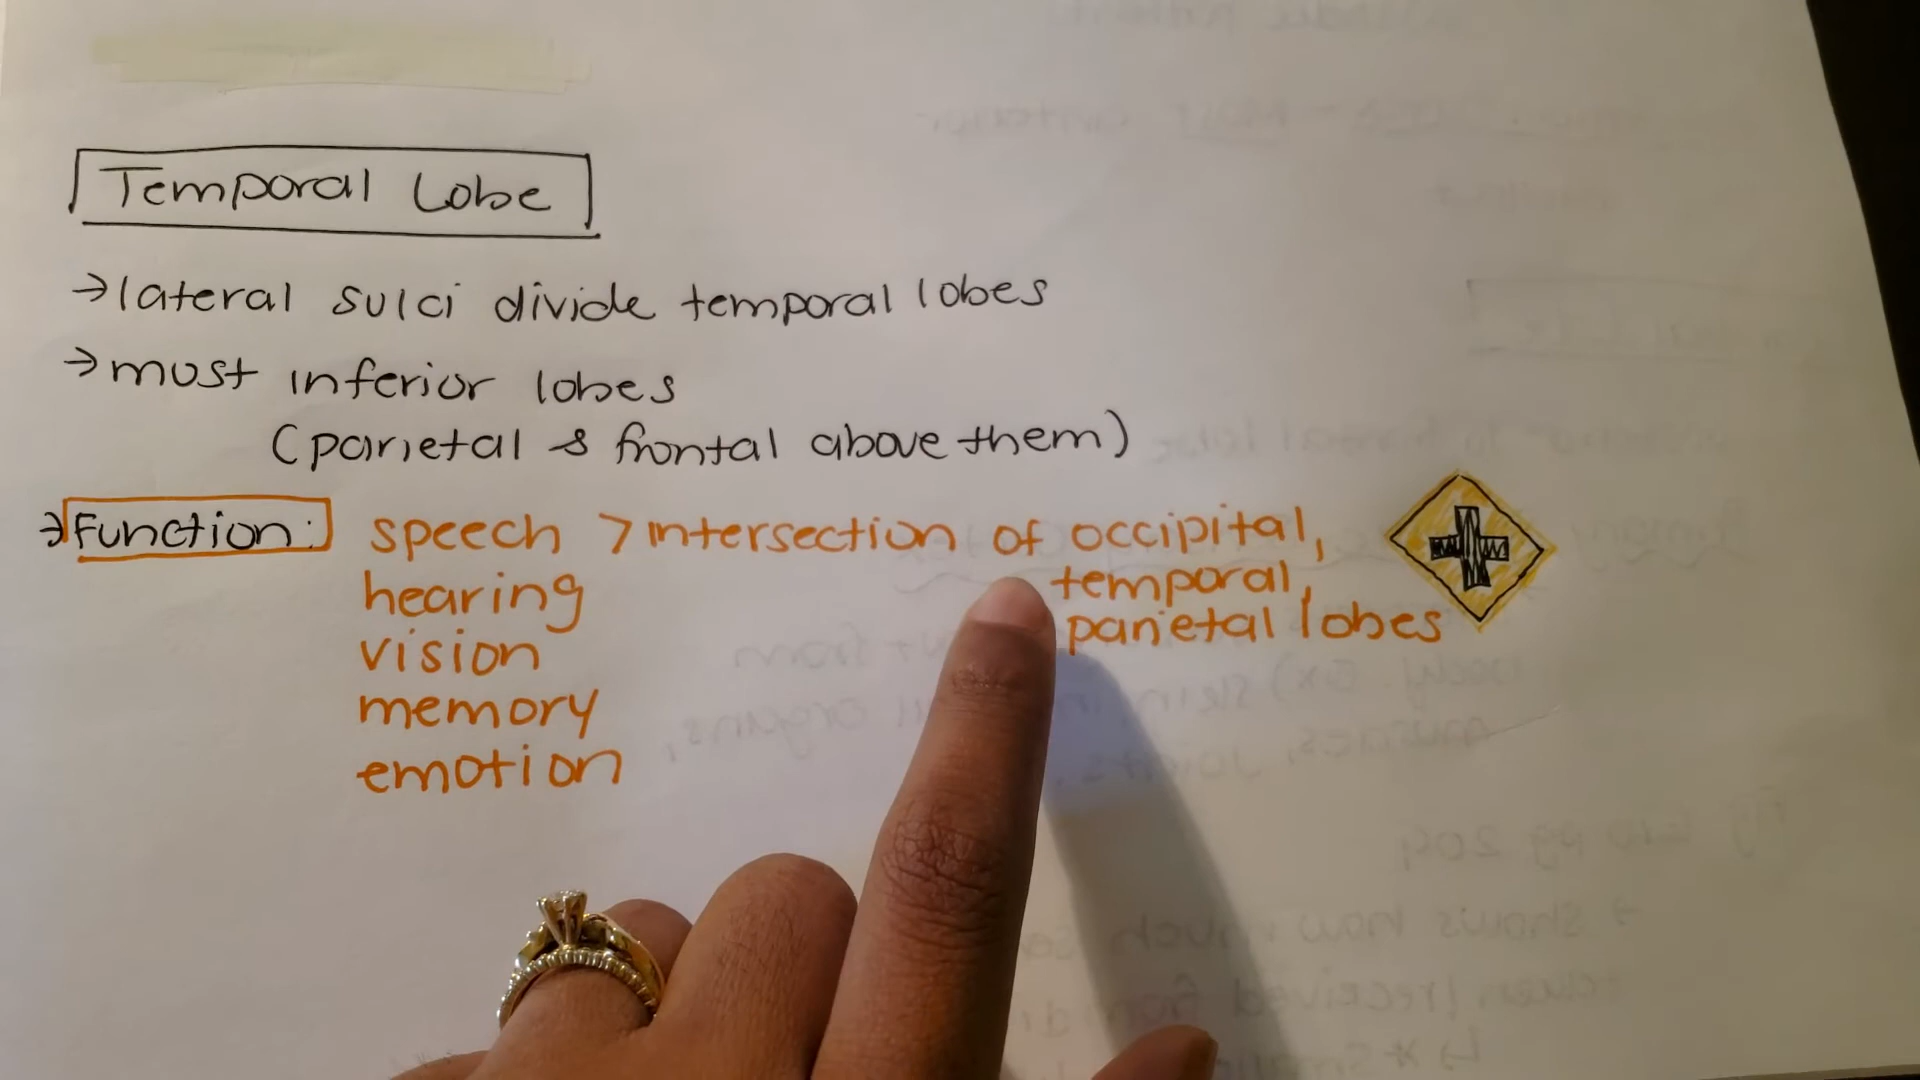 Temporal Lobe
→lateral sulci divide temporal lobes
→most inferior lobes
(parietal & frontal above them)
→Function: speech > intersection of occipital,
hearing temporal,
vision parietal lobes
memory
emotion